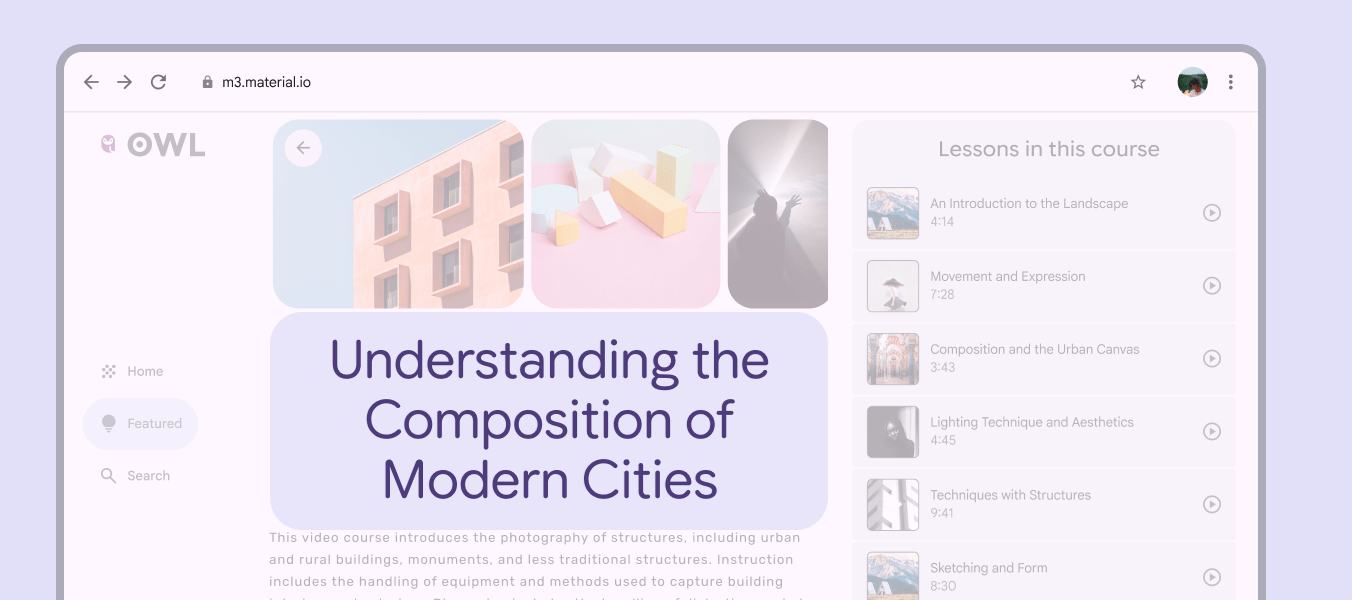 m3.material.io
OWL
Home
Featured
Search
Understanding the
Composition of
Modern Cities
This video course introduces the photography of structures, including urban
and rural buildings, monuments, and less traditional structures. Instruction
includes the handling of equipment and methods used to capture building
Lessons in this course
An Introduction to the Landscape
4:14
Movement and Expression
7:28
Composition and the Urban Canvas
3:43
Lighting Technique and Aesthetics
4:45
Techniques with Structures
9:41
Sketching and Form
8:30